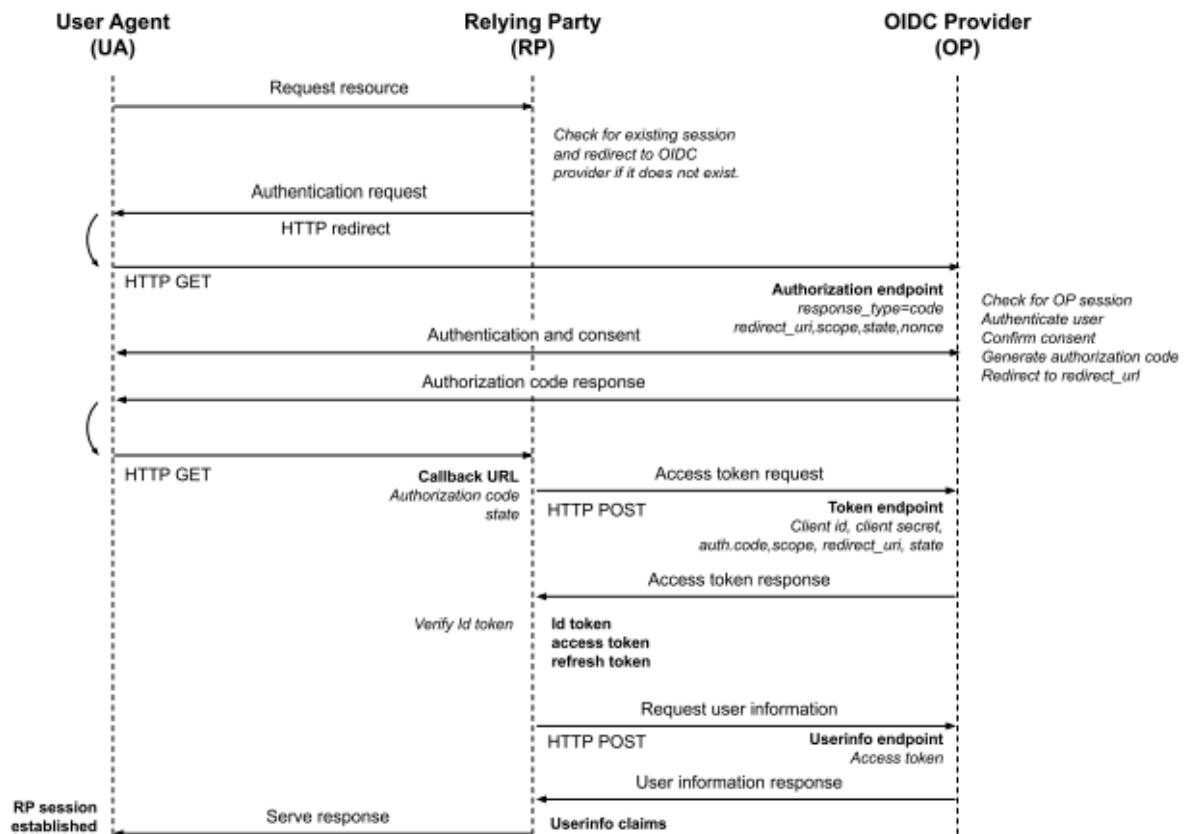 User Agent
(UA)
Relying Party
(RP)
OIDC Provider
(OP)
Request resource
Check for existing session
and redirect to OIDC
provider if it does not exist.
Authentication request
HTTP redirect
HTTP GET
Authorization endpoint
response_type=code
redirect_uri,scope,state,nonce
Check for OP session
Authenticate user
Confirm consent
Generate authorization code
Redirect to redirect_url
Authentication and consent
Authorization code response
HTTP GET
Callback URL
Authorization code
state
Access token request
HTTP POST
Token endpoint
Client id, client secret,
auth.code,scope, redirect_uri, state
Access token response
Verify Id token
Id token
access token
refresh token
Request user information
HTTP POST
Userinfo endpoint
Access token
User information response
RP session
established
Serve response
Userinfo claims